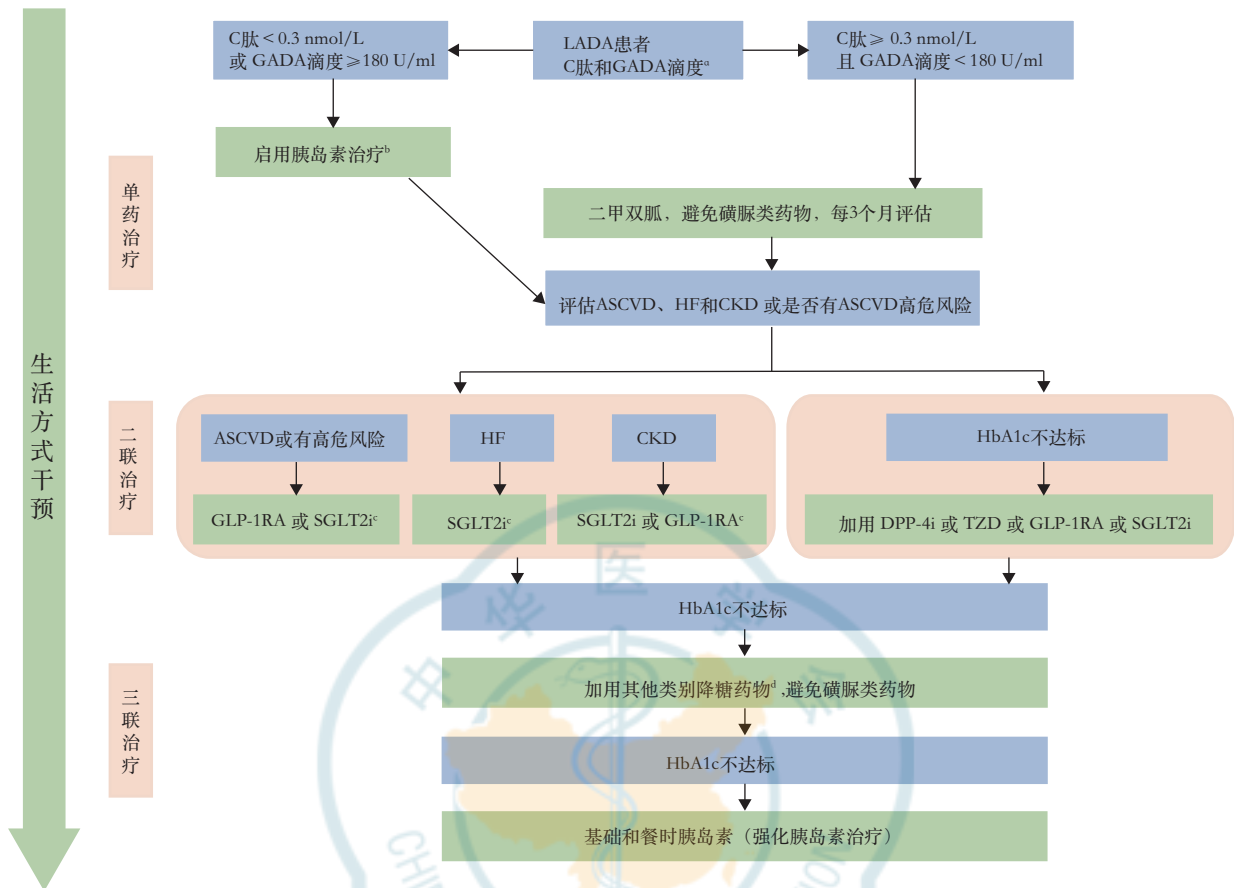 C肽＜0.3 nmol/L
或 GADA滴度≥180 U/ml
LADA患者
C肽和GADA滴度ᵃ
C肽≥ 0.3 nmol/L
且 GADA滴度＜180 U/ml
启用胰岛素治疗ᵇ
单药治疗
二甲双胍，避免磺脲类药物，每3个月评估
评估ASCVD、HF和CKD 或是否有ASCVD高危风险
生活方式干预
二联治疗
ASCVD或有高危风险
HF
CKD
HbA1c不达标
GLP-1RA 或 SGLT2iᶜ
SGLT2iᶜ
SGLT2i 或 GLP-1RAᶜ
加用 DPP-4i 或 TZD 或 GLP-1RA 或 SGLT2i
HbA1c不达标
三联治疗
加用其他类别降糖药物ᵈ ,避免磺脲类药物
HbA1c不达标
基础和餐时胰岛素（强化胰岛素治疗）
中华医学会